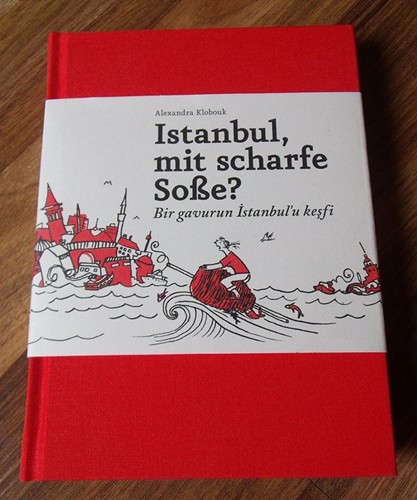 Alexandra Klobouk
Istanbul,
mit scharfe
Soße?
Bir gavurun İstanbul'u keşfi